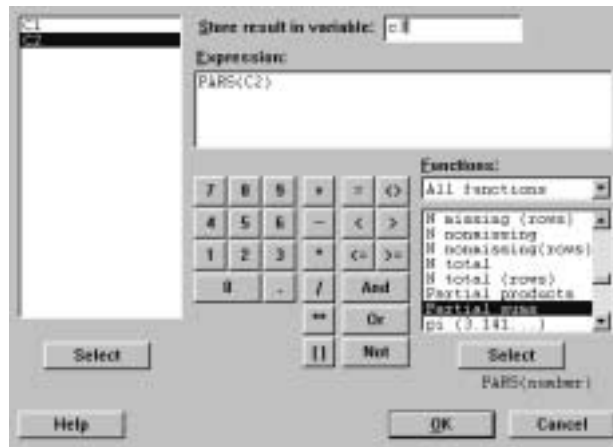 C1
C2
Store result in variable: c3
Expression:
PARS(C2)
Functions:
All functions
N missing (rows)
N nonmissing
N nonmissing(rows)
N total
N total (rows)
Partial products
Partial sums
pi (3.141...)
7 8 9 + = <>
4 5 6 - < >
1 2 3 * <= >=
0 . / And
** Or
[] Not
Select
Select
PARS(number)
Help
OK
Cancel